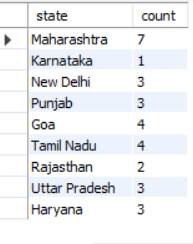 state count
Maharashtra 7
Karnataka 1
New Delhi 3
Punjab 3
Goa 4
Tamil Nadu 4
Rajasthan 2
Uttar Pradesh 3
Haryana 3